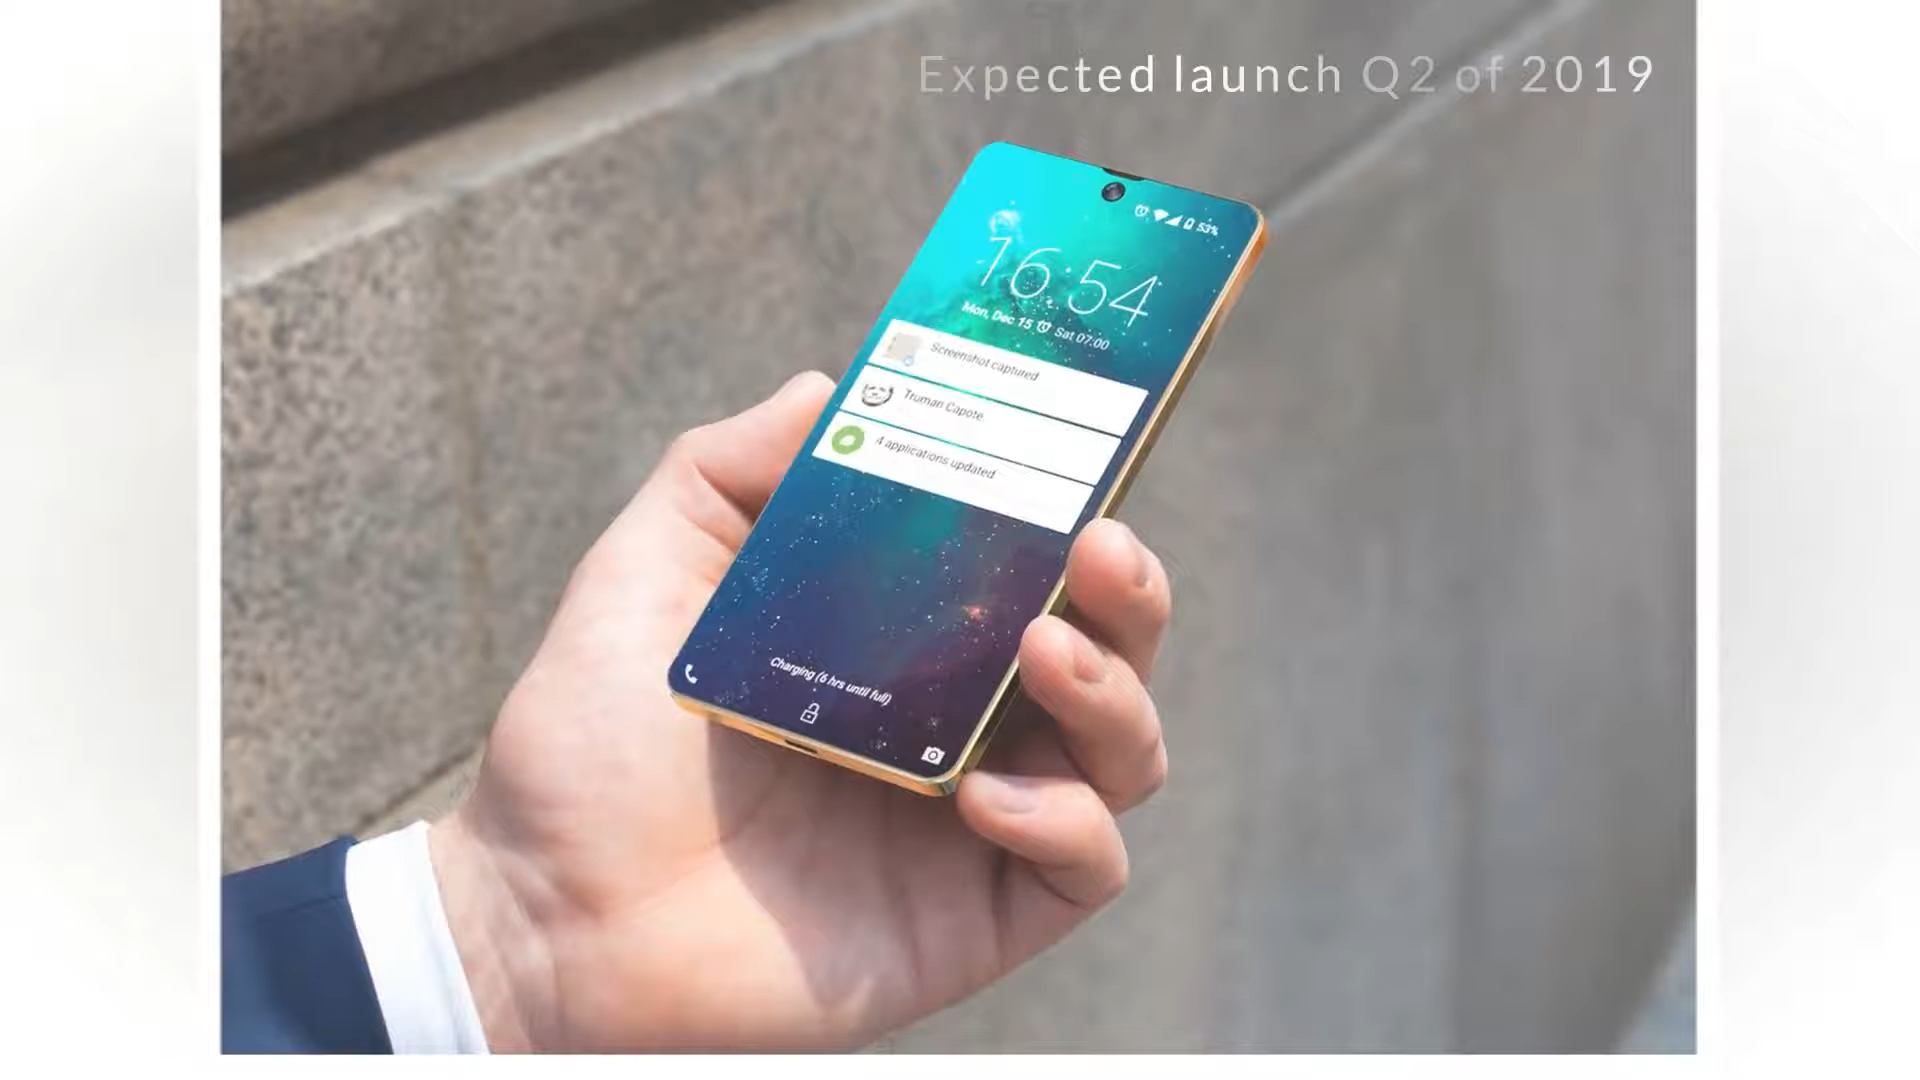 Expected launch Q2 of 2019
53%
16:54
Mon, Dec 15 Sat 07:00
Screenshot captured
Truman Capote
4 applications updated
Charging (6 hrs until full)